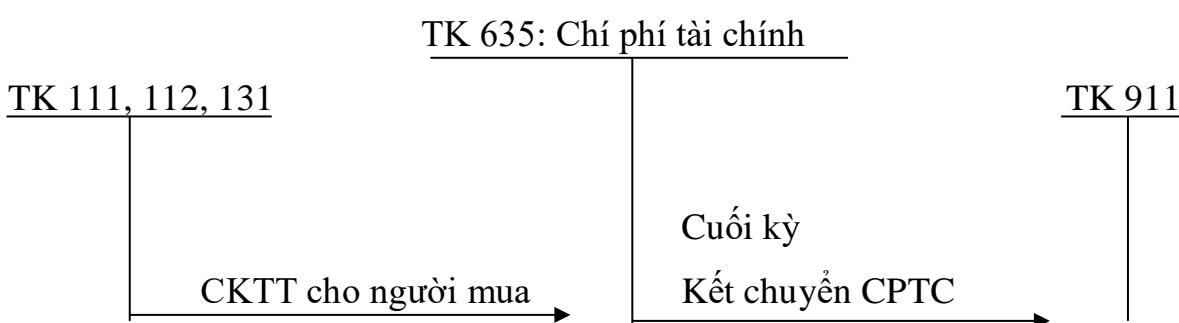 TK 635: Chí phí tài chính
TK 111, 112, 131
TK 911
Cuối kỳ
CKTT cho người mua
Kết chuyển CPTC